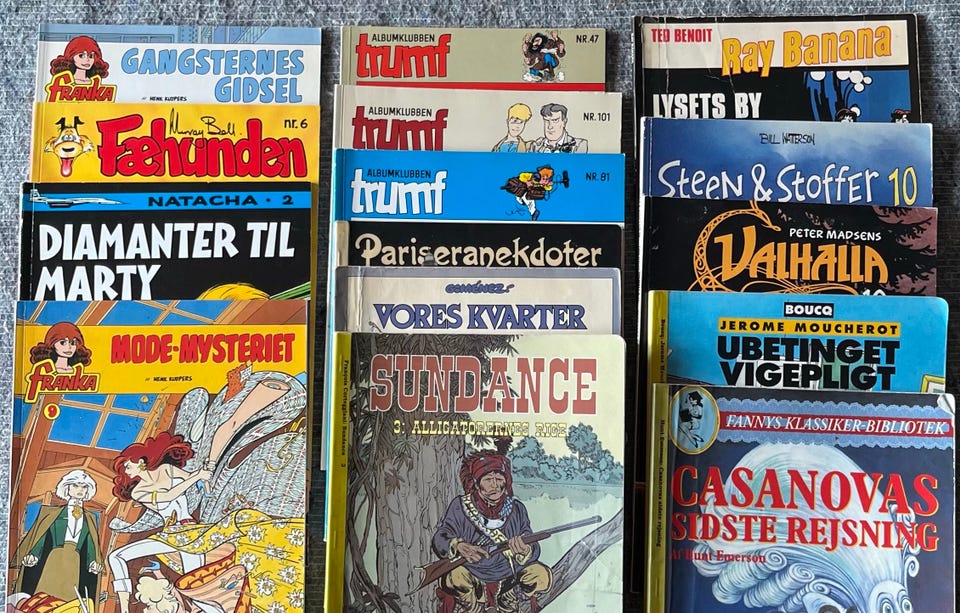 GANGSTERNES
GIDSEL
FRANKA
AF HENK KUIJPERS
Murray Ball
nr. 6
Fæhunden
NATACHA • 2
DIAMANTER TIL
MARTY
MODE-MYSTERIET
FRANKA
AF HENK KUIJPERS
9
ALBUMKLUBBEN
trumf
NR. 47
ALBUMKLUBBEN
trumf
NR. 101
ALBUMKLUBBEN
trumf
NR. 81
Pariseranekdoter
GIMÉNEZ:
VORES KVARTER
SUNDANCE
3: ALLIGATORERNES RIGE
TED BENOIT
Ray Banana
LYSETS BY
BILL WATTERSON
STEEN & STOFFER 10
PETER MADSENS
VALHALLA
BOUCQ
JEROME MOUCHEROT
UBETINGET
VIGEPLIGT
FANNYS KLASSIKER-BIBLIOTEK
CASANOVAS
SIDSTE REJSNING
Af Hunt Emerson